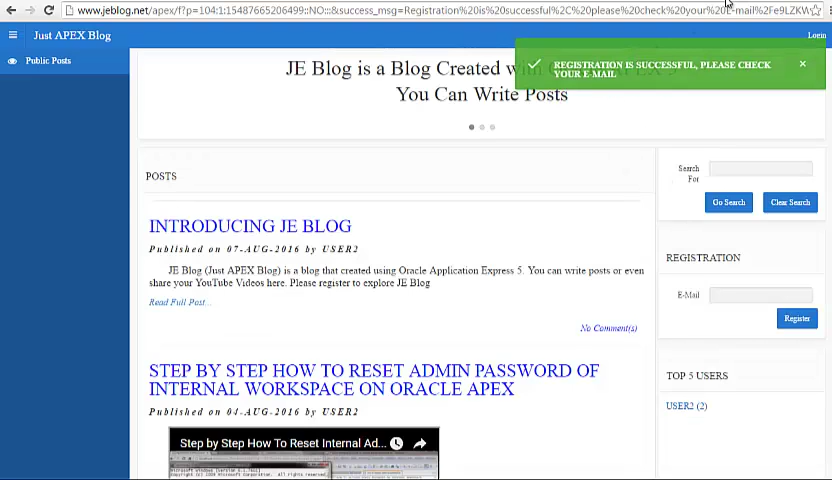 www.jeblog.net/apex/f?p=104:1:15487665206499::NO:::&success_msg=Registration%20is%20successful%2C%20please%20check%20your%20E-mail%2Fe9LZKW
Just APEX Blog
Login
Public Posts
JE Blog is a Blog Created with
You Can Write Posts
REGISTRATION IS SUCCESSFUL, PLEASE CHECK
YOUR E-MAIL
POSTS
INTRODUCING JE BLOG
Published on 07-AUG-2016 by USER2
JE Blog (Just APEX Blog) is a blog that created using Oracle Application Express 5. You can write posts or even
share your YouTube Videos here. Please register to explore JE Blog
Read Full Post...
No Comment(s)
STEP BY STEP HOW TO RESET ADMIN PASSWORD OF
INTERNAL WORKSPACE ON ORACLE APEX
Published on 04-AUG-2016 by USER2
Step by Step How To Reset Internal Ad...
Search
For
Go Search
Clear Search
REGISTRATION
E-Mail
Register
TOP 5 USERS
USER2 (2)